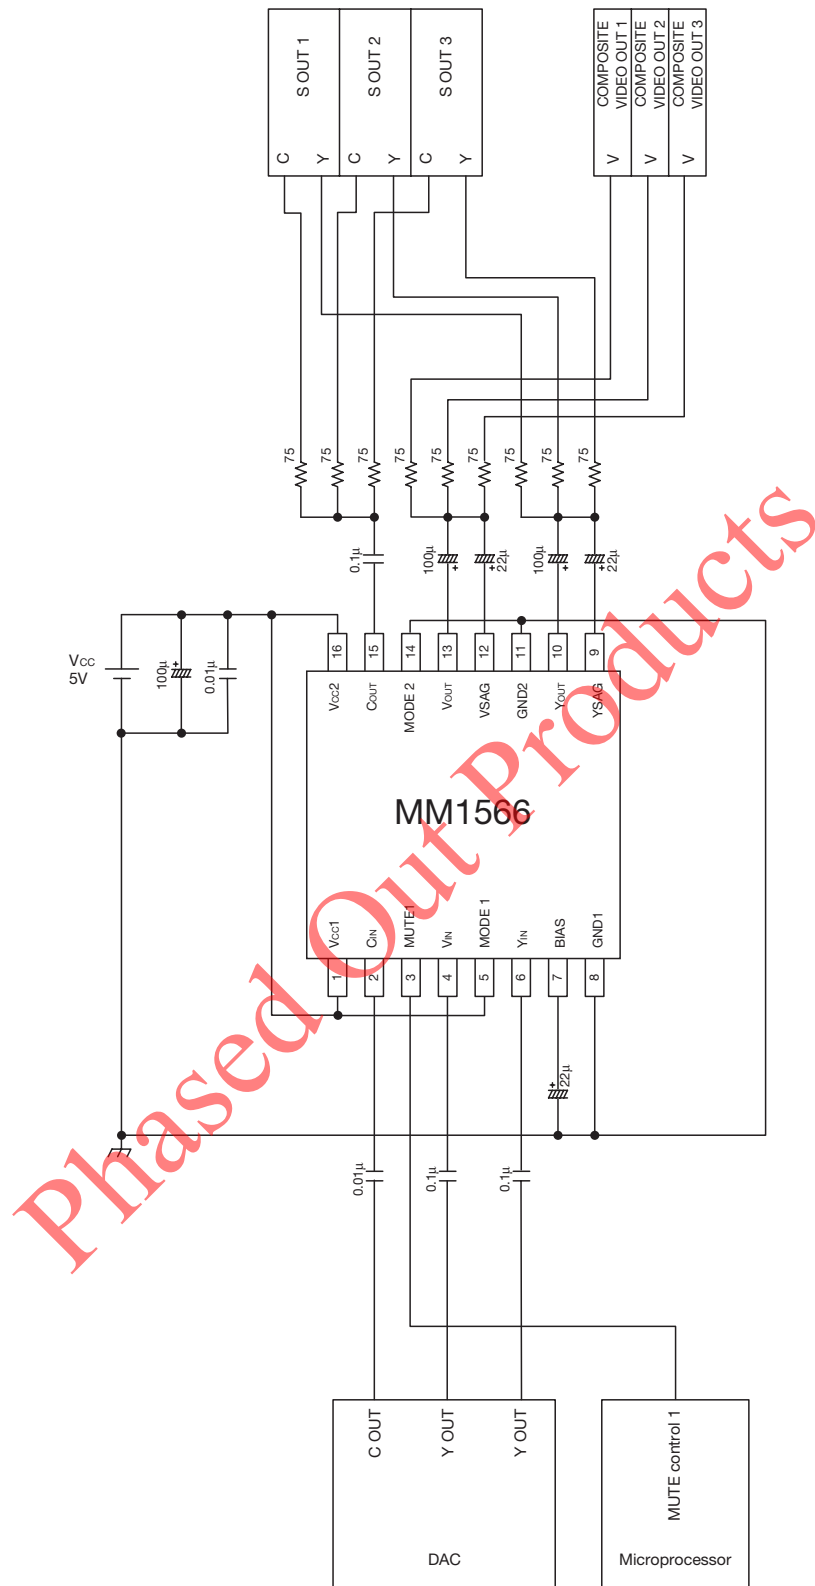 S OUT 1
S OUT 2
S OUT 3
C
Y
C
Y
C
Y
COMPOSITE
VIDEO OUT 1
COMPOSITE
VIDEO OUT 2
COMPOSITE
VIDEO OUT 3
V
V
V
75
75
75
75
75
75
75
75
75
0.1µ
100µ
+
22µ
+
100µ
+
22µ
+
VCC
5V
100µ
+
0.01µ
16
15
14
13
12
11
10
9
VCC2
COUT
MODE 2
VOUT
VSAG
GND2
YOUT
YSAG
MM1566
VCC1
CIN
MUTE1
VIN
MODE 1
YIN
BIAS
GND1
1
2
3
4
5
6
7
8
+
22µ
0.01µ
0.1µ
0.1µ
C OUT
Y OUT
Y OUT
DAC
MUTE control 1
Microprocessor
Phased Out Products